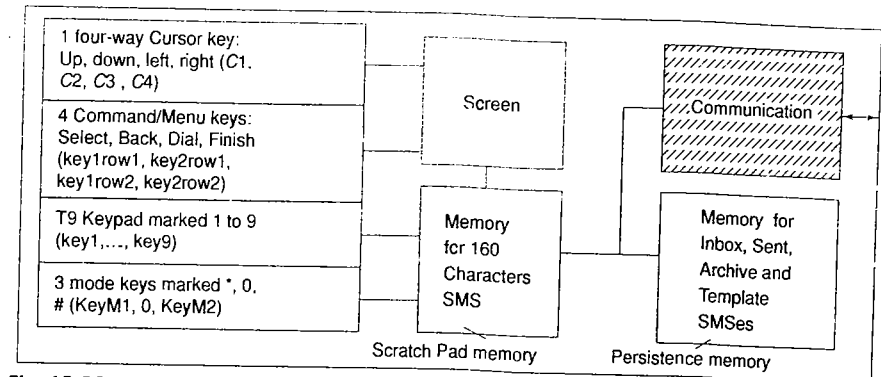 1 four-way Cursor key:
Up, down, left, right (C1,
C2, C3 , C4)
4 Command/Menu keys:
Select, Back, Dial, Finish
(key1row1, key2row1,
key1row2, key2row2)
T9 Keypad marked 1 to 9
(key1,..., key9)
3 mode keys marked *, 0,
# (KeyM1, 0, KeyM2)
Screen
Memory
fcr 160
Characters
SMS
Scratch Pad memory
Communication
Memory for
Inbox, Sent,
Archive and
Template
SMSes
Persistence memory